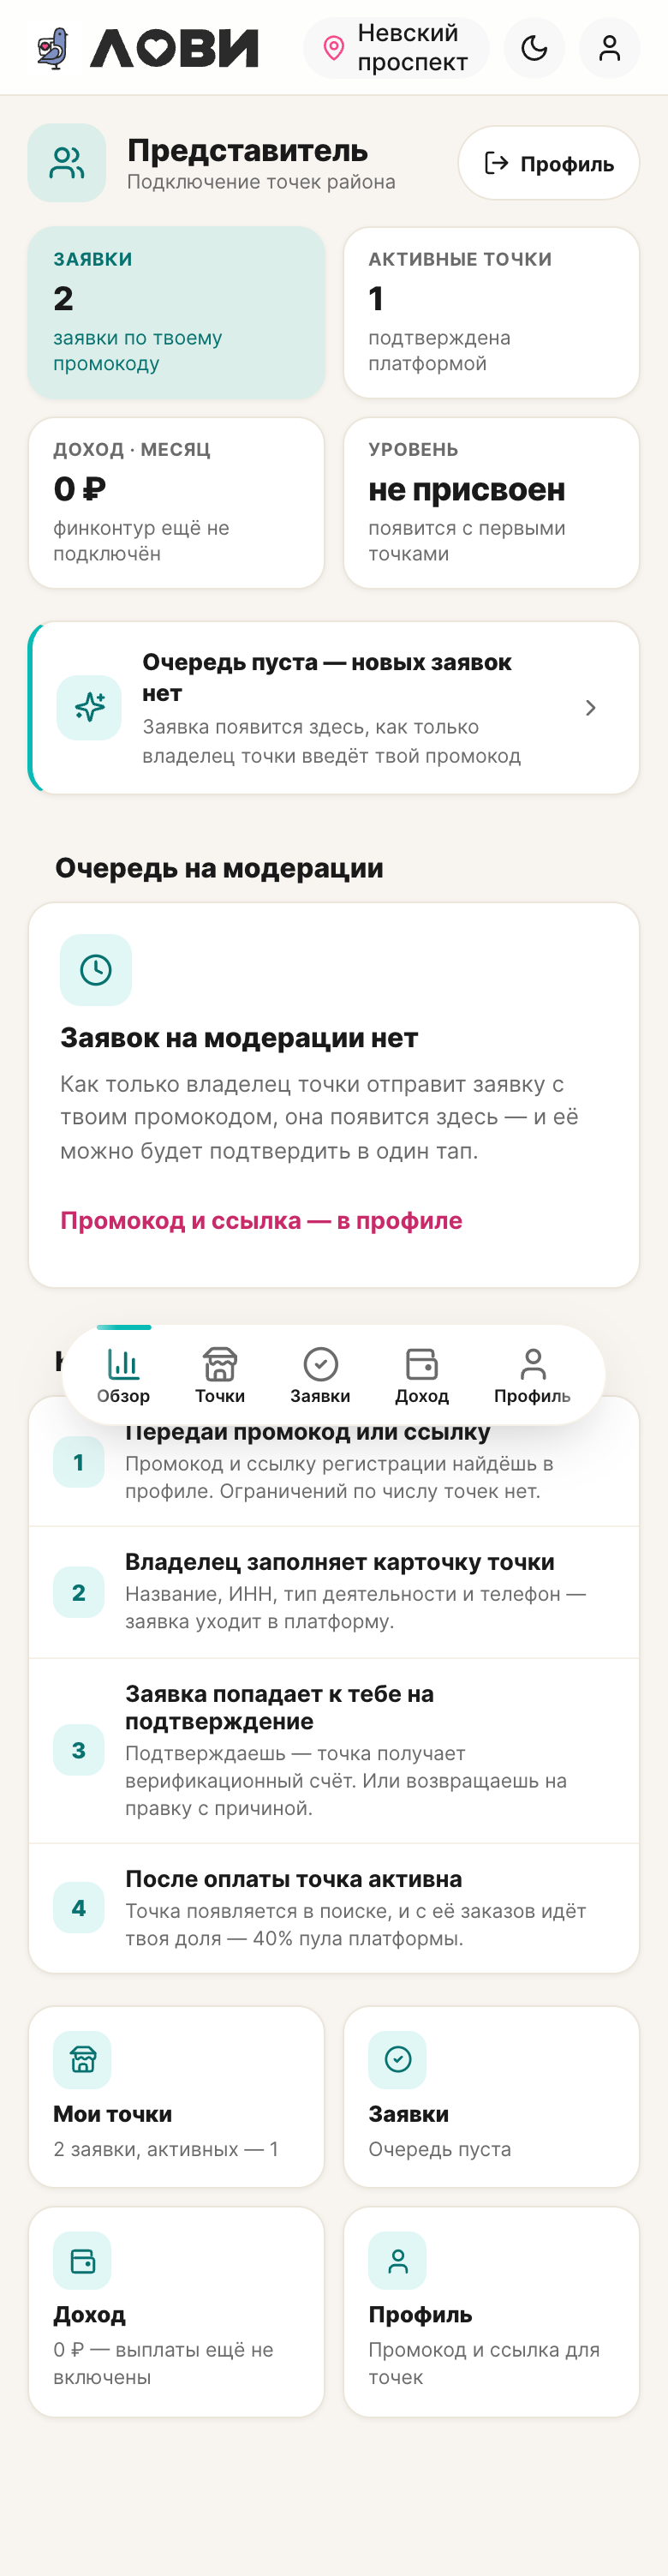 ЛОВИ
Невский
проспект
Представитель
Подключение точек района
Профиль
ЗАЯВКИ
2
заявки по твоему
промокоду
АКТИВНЫЕ ТОЧКИ
1
подтверждена
платформой
ДОХОД · МЕСЯЦ
0 ₽
финконтур ещё не
подключён
УРОВЕНЬ
не присвоен
появится с первыми
точками
Очередь пуста — новых заявок
нет
Заявка появится здесь, как только
владелец точки введёт твой промокод
Очередь на модерации
Заявок на модерации нет
Как только владелец точки отправит заявку с
твоим промокодом, она появится здесь — и её
можно будет подтвердить в один тап.
Промокод и ссылка — в профиле
Обзор
Точки
Заявки
Доход
Профиль
1
Передай промокод или ссылку
Промокод и ссылку регистрации найдёшь в
профиле. Ограничений по числу точек нет.
2
Владелец заполняет карточку точки
Название, ИНН, тип деятельности и телефон —
заявка уходит в платформу.
3
Заявка попадает к тебе на
подтверждение
Подтверждаешь — точка получает
верификационный счёт. Или возвращаешь на
правку с причиной.
4
После оплаты точка активна
Точка появляется в поиске, и с её заказов идёт
твоя доля — 40% пула платформы.
Мои точки
2 заявки, активных — 1
Заявки
Очередь пуста
Доход
0 ₽ — выплаты ещё не
включены
Профиль
Промокод и ссылка для
точек